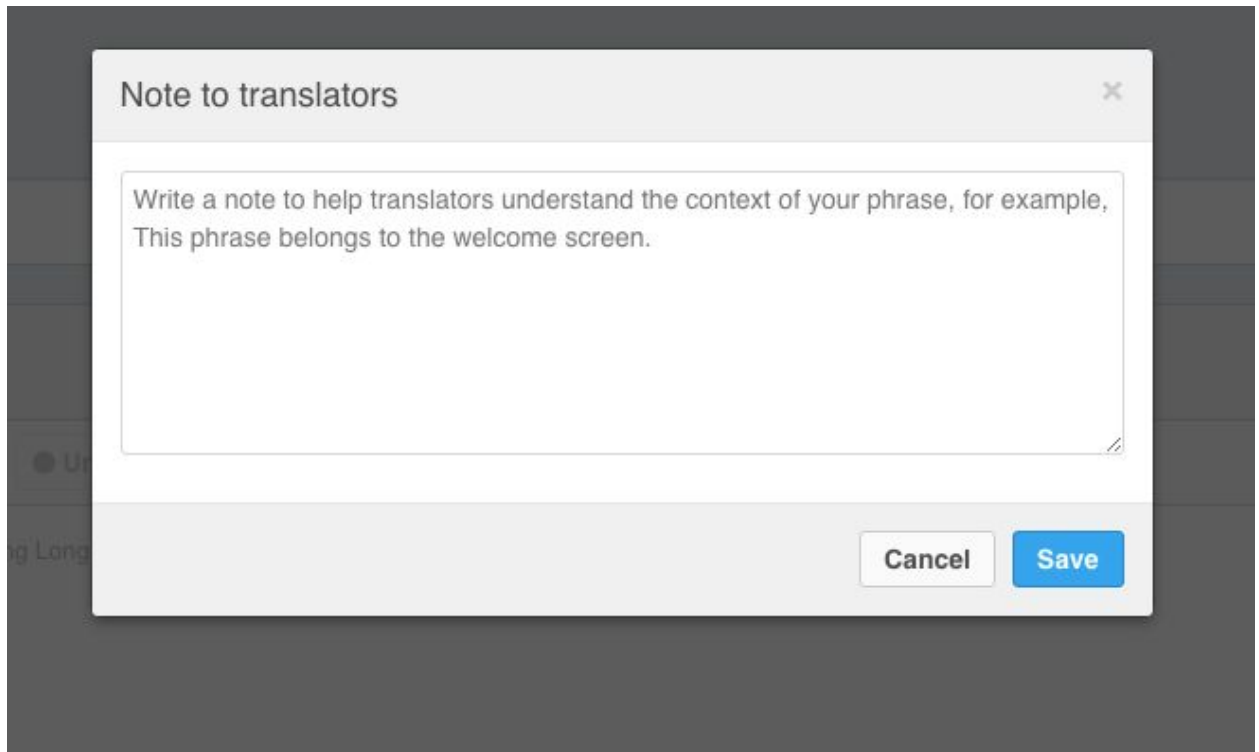 Note to translators
×
Write a note to help translators understand the context of your phrase, for example,
This phrase belongs to the welcome screen.
Cancel Save